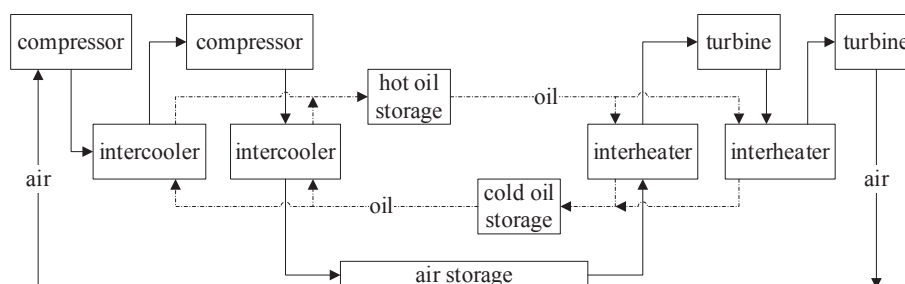 compressor
compressor
turbine
turbine
hot oil
storage
oil
intercooler
intercooler
interheater
interheater
air
air
oil
cold oil
storage
air storage